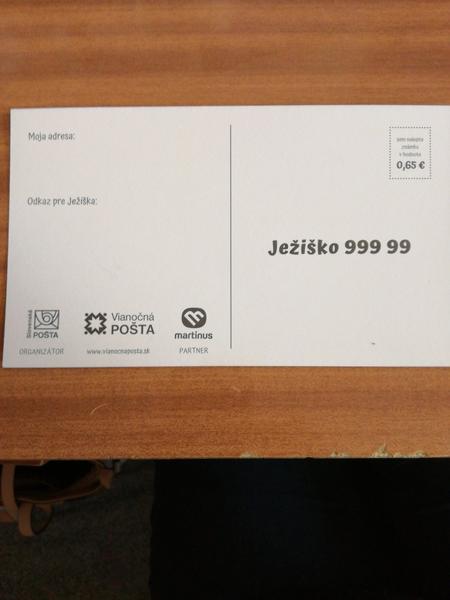 Moja adresa:
Odkaz pre Ježiška:
sem nalepte
známku
v hodnote
0,65 €
Ježiško 999 99
Slovenská
POŠTA
ORGANIZÁTOR
Vianočná
POŠTA
www.vianocnaposta.sk
martinus
PARTNER